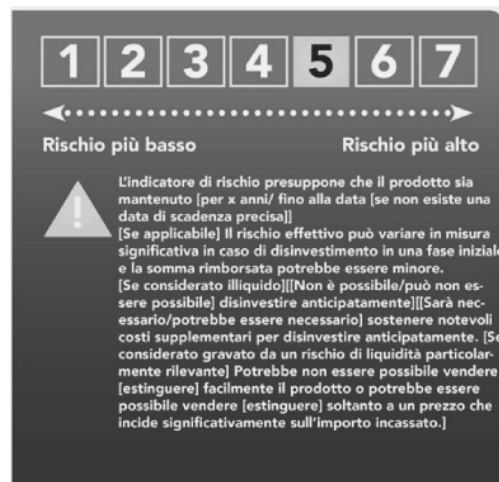 1 2 3 4 5 6 7
Rischio più basso Rischio più alto
L'indicatore di rischio presuppone che il prodotto sia
mantenuto [per x anni/ fino alla data [se non esiste una
data di scadenza precisa]]
[Se applicabile] Il rischio effettivo può variare in misura
significativa in caso di disinvestimento in una fase iniziale
e la somma rimborsata potrebbe essere minore.
[Se considerato illiquido][[Non è possibile/può non es-
sere possibile] disinvestire anticipatamente][[Sarà nec-
essario/potrebbe essere necessario] sostenere notevoli
costi supplementari per disinvestire anticipatamente. [Se
considerato gravato da un rischio di liquidità particolar-
mente rilevante] Potrebbe non essere possibile vendere
[estinguere] facilmente il prodotto o potrebbe essere
possibile vendere [estinguere] soltanto a un prezzo che
incide significativamente sull'importo incassato.]